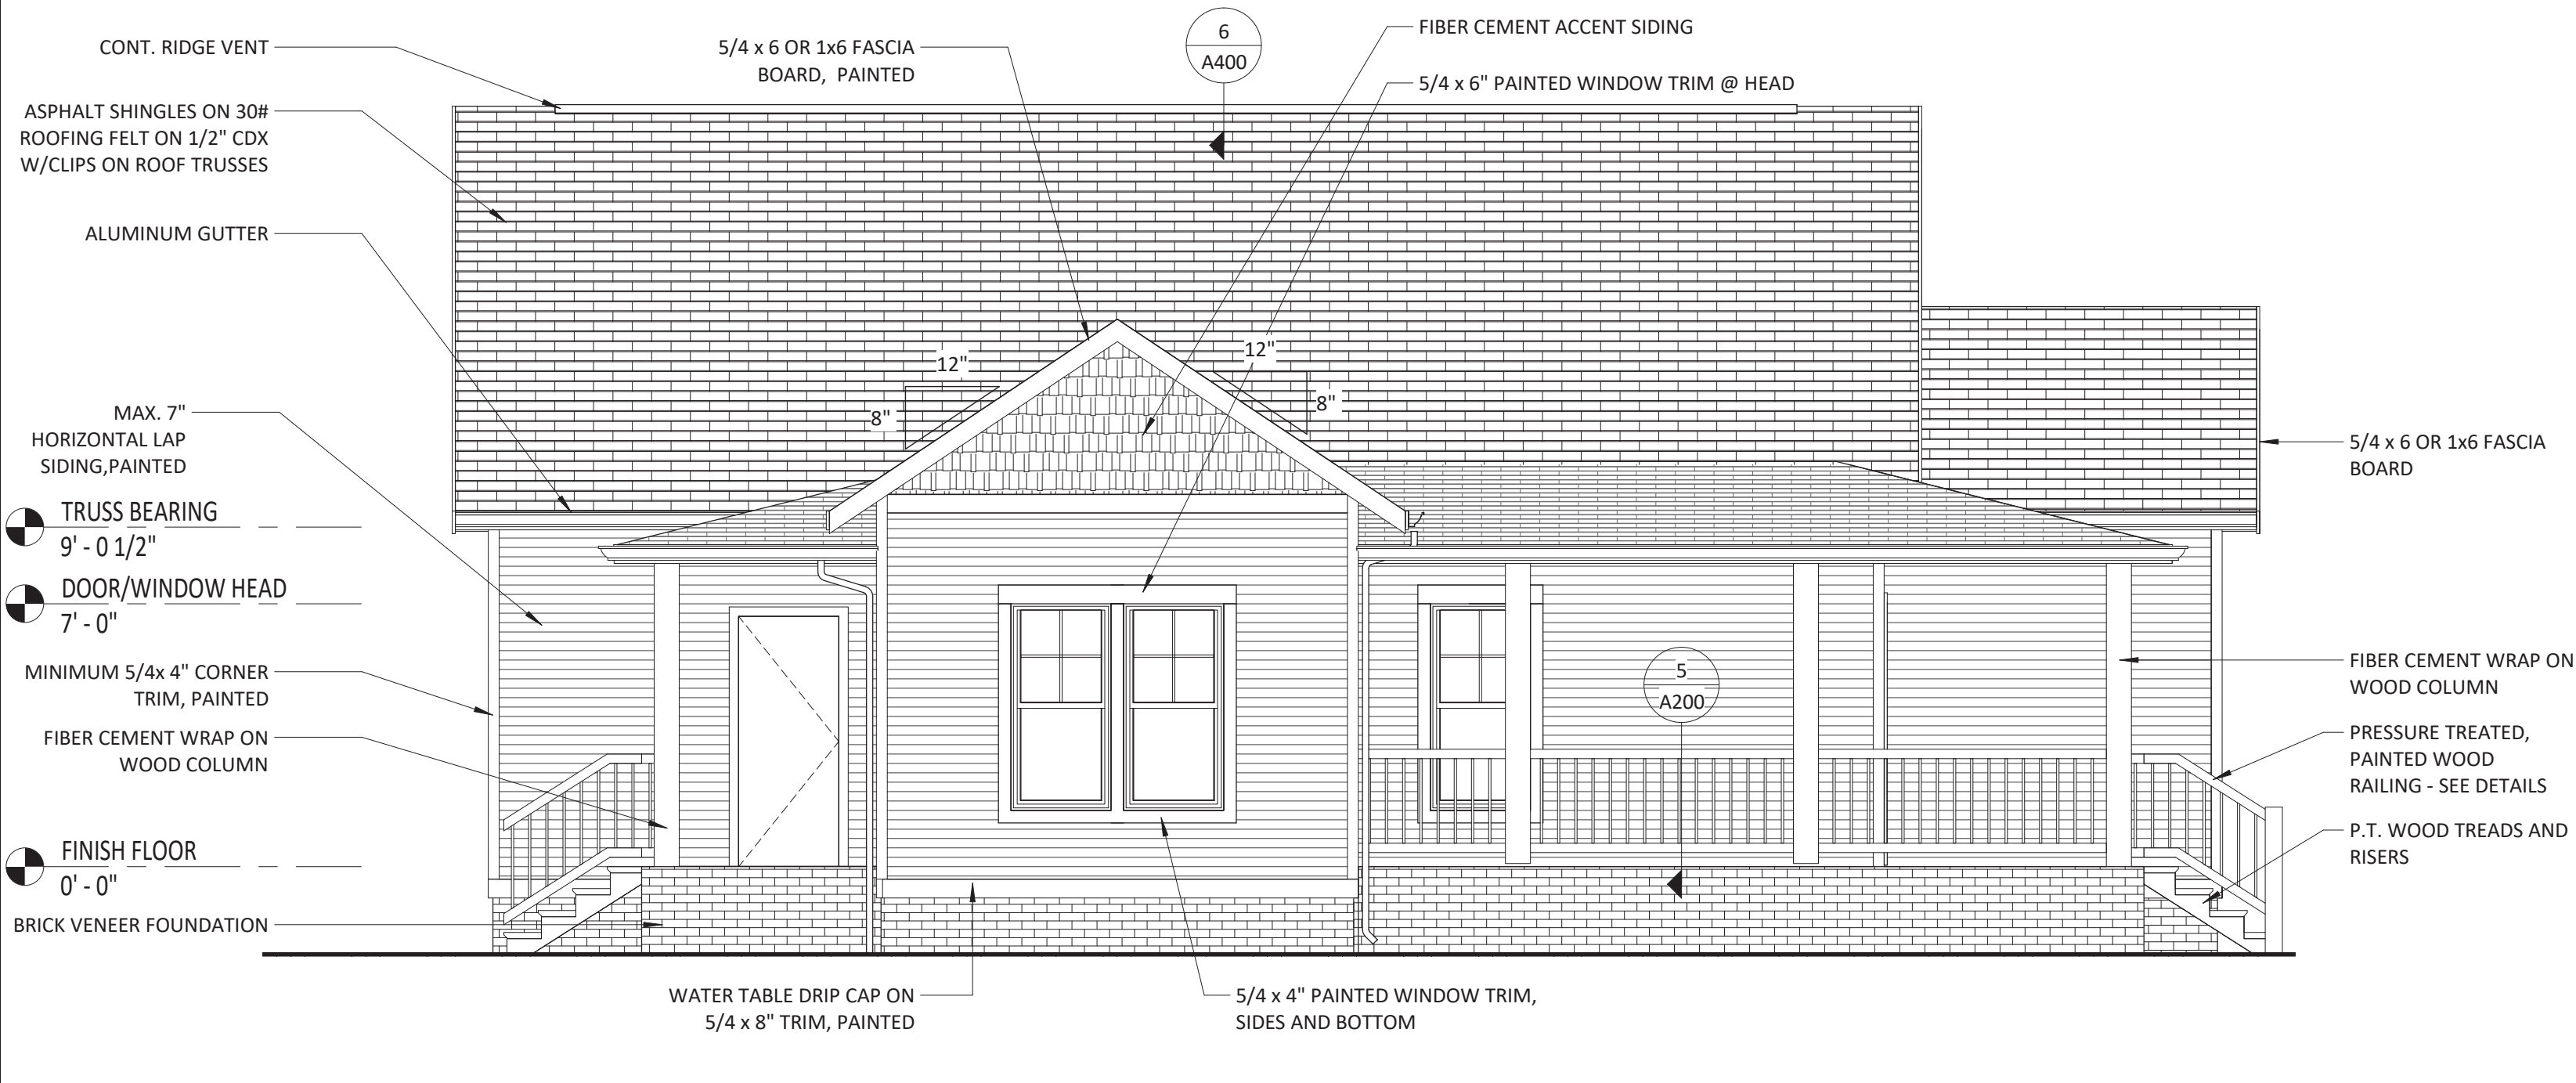 CONT. RIDGE VENT
ASPHALT SHINGLES ON 30#
ROOFING FELT ON 1/2" CDX
W/CLIPS ON ROOF TRUSSES
ALUMINUM GUTTER
MAX. 7"
HORIZONTAL LAP
SIDING,PAINTED
TRUSS BEARING
9' - 0 1/2"
DOOR/WINDOW HEAD
7' - 0"
MINIMUM 5/4x 4" CORNER
TRIM, PAINTED
FIBER CEMENT WRAP ON
WOOD COLUMN
FINISH FLOOR
0' - 0"
BRICK VENEER FOUNDATION
5/4 x 6 OR 1x6 FASCIA
BOARD, PAINTED
6
A400
FIBER CEMENT ACCENT SIDING
5/4 x 6" PAINTED WINDOW TRIM @ HEAD
12"
8"
12"
8"
5
A200
5/4 x 6 OR 1x6 FASCIA
BOARD
FIBER CEMENT WRAP ON
WOOD COLUMN
PRESSURE TREATED,
PAINTED WOOD
RAILING - SEE DETAILS
P.T. WOOD TREADS AND
RISERS
WATER TABLE DRIP CAP ON
5/4 x 8" TRIM, PAINTED
5/4 x 4" PAINTED WINDOW TRIM,
SIDES AND BOTTOM